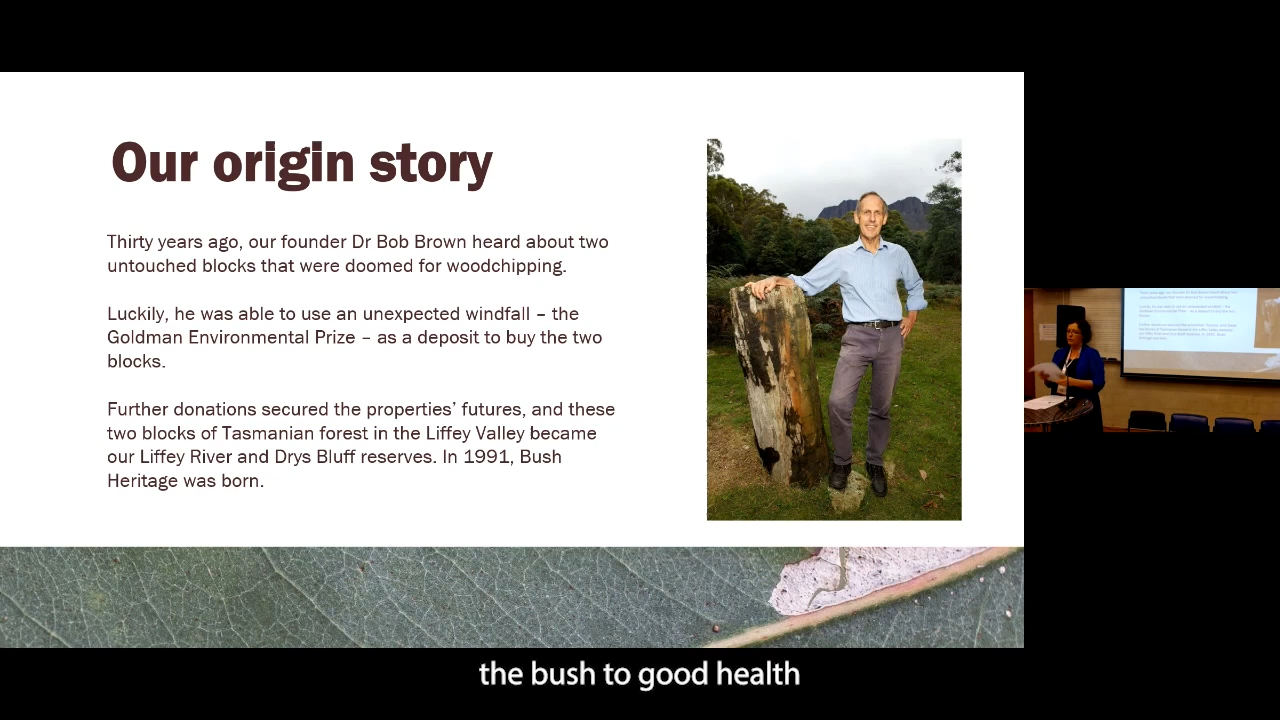 Our origin story
Thirty years ago, our founder Dr Bob Brown heard about two
untouched blocks that were doomed for woodchipping.
Luckily, he was able to use an unexpected windfall – the
Goldman Environmental Prize – as a deposit to buy the two
blocks.
Further donations secured the properties’ futures, and these
two blocks of Tasmanian forest in the Liffey Valley became
our Liffey River and Drys Bluff reserves. In 1991, Bush
Heritage was born.
the bush to good health